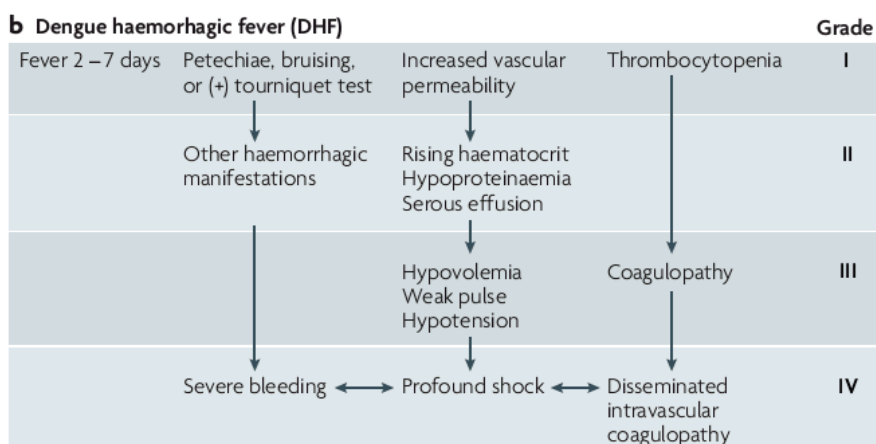 b Dengue haemorhagic fever (DHF)
Grade
Fever 2–7 days
Petechiae, bruising,
or (+) tourniquet test
Increased vascular
permeability
Thrombocytopenia
I
Other haemorrhagic
manifestations
Rising haematocrit
Hypoproteinaemia
Serous effusion
II
Hypovolemia
Weak pulse
Hypotension
Coagulopathy
III
Severe bleeding
Profound shock
Disseminated
intravascular
coagulopathy
IV